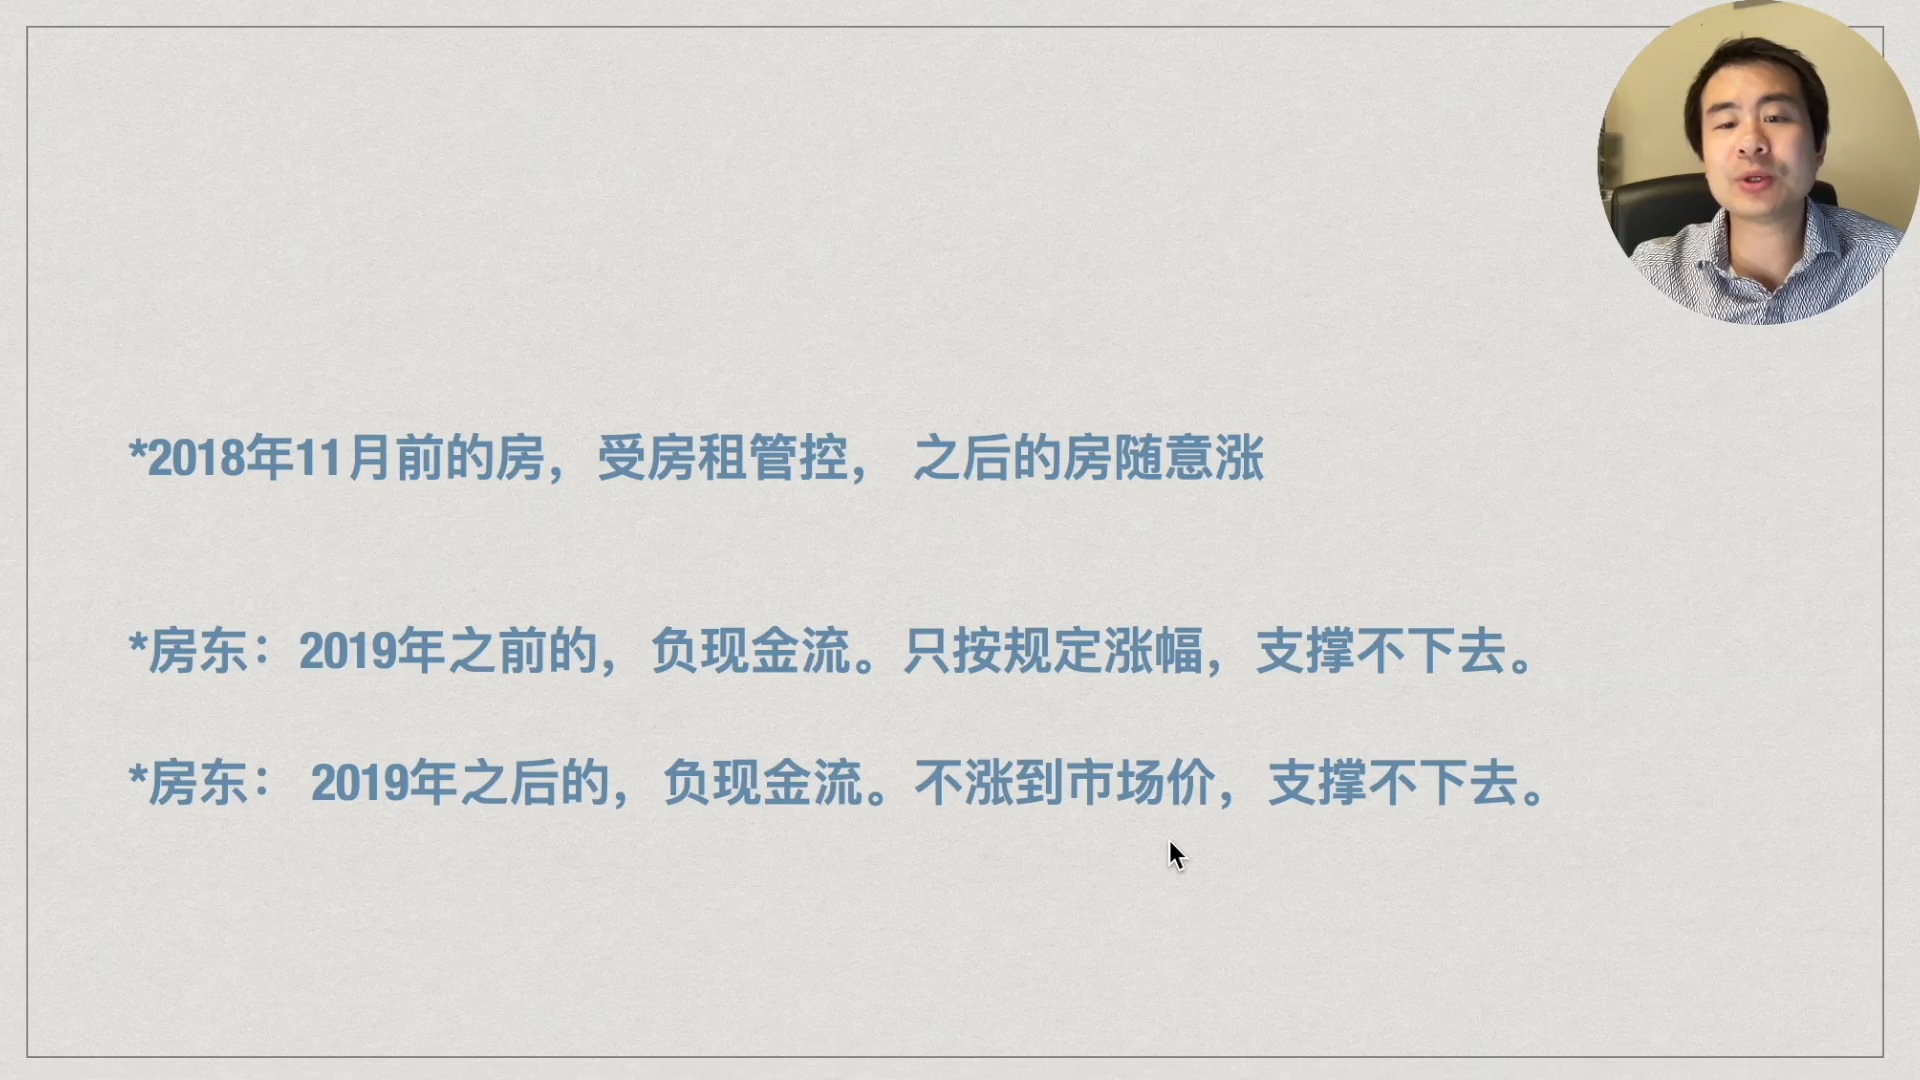 *2018年11月前的房，受房租管控， 之后的房随意涨
*房东：2019年之前的，负现金流。只按规定涨幅，支撑不下去。
*房东： 2019年之后的，负现金流。不涨到市场价，支撑不下去。